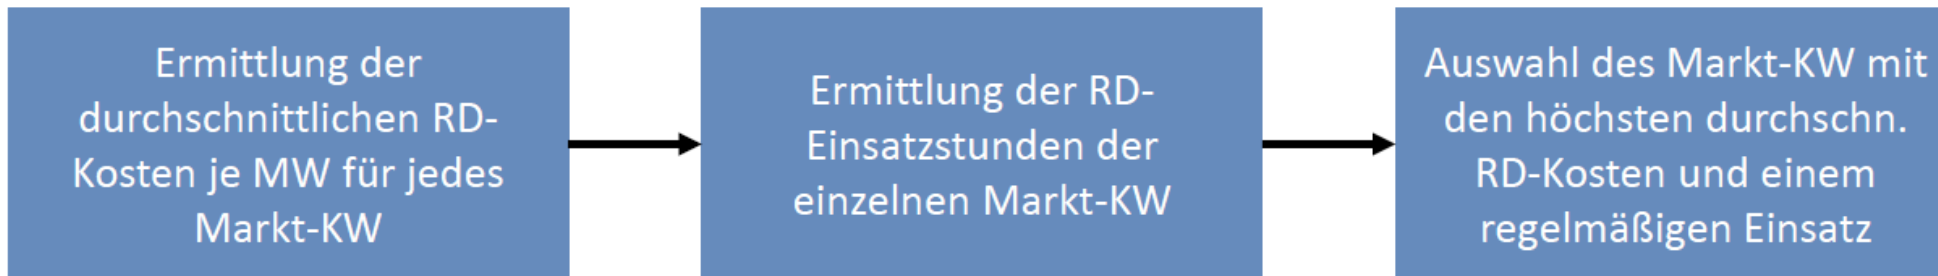 Ermittlung der
durchschnittlichen RD-
Kosten je MW für jedes
Markt-KW
Ermittlung der RD-
Einsatzstunden der
einzelnen Markt-KW
Auswahl des Markt-KW mit
den höchsten durchschn.
RD-Kosten und einem
regelmäßigen Einsatz